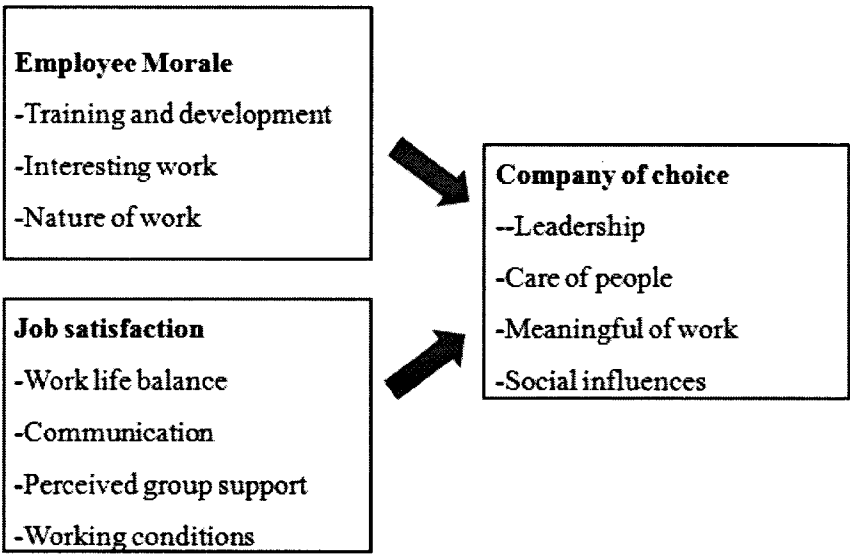 Employee Morale
-Training and development
-Interesting work
-Nature of work
Job satisfaction
-Work life balance
-Communication
-Perceived group support
-Working conditions
Company of choice
--Leadership
-Care of people
-Meaningful of work
-Social influences